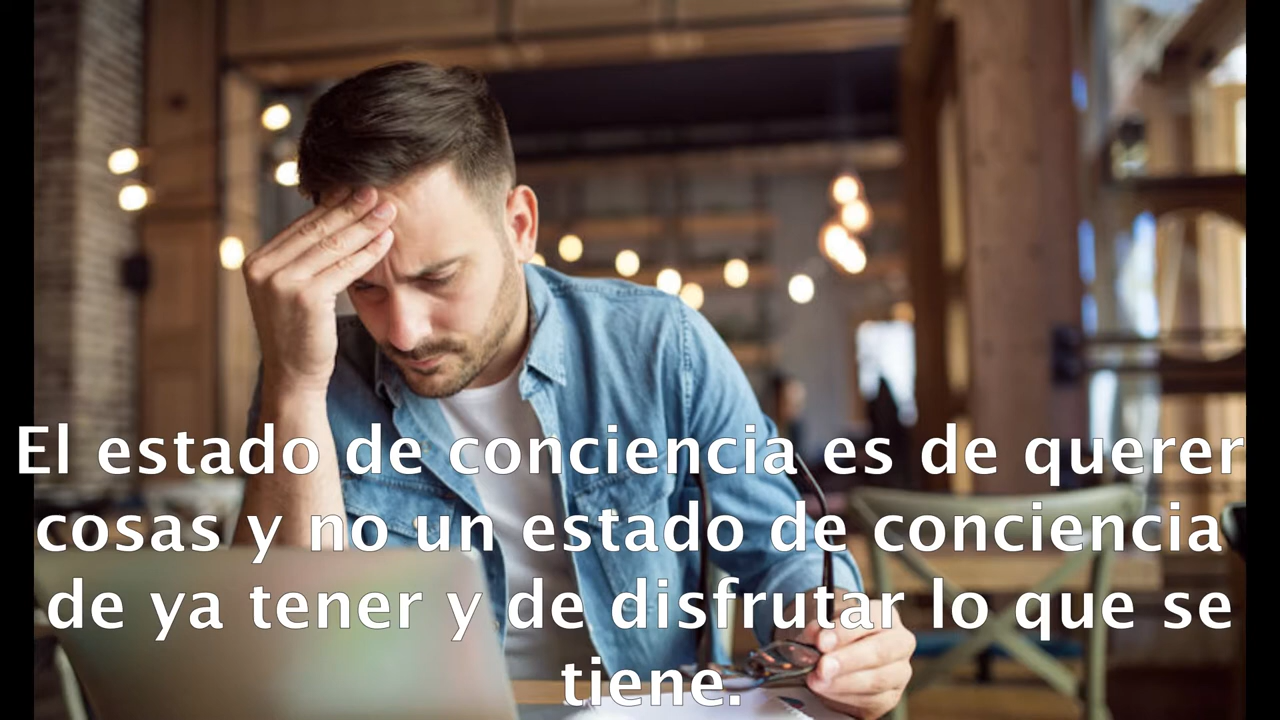 El estado de conciencia es de querer
cosas y no un estado de conciencia
de ya tener y de disfrutar lo que se
tiene.